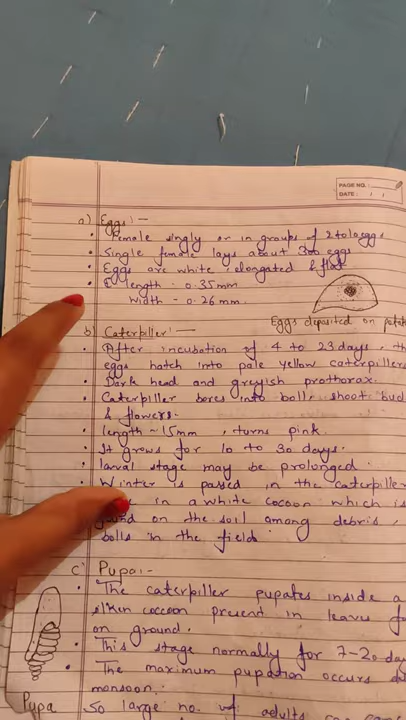 PAGE NO.:
DATE: / /
a) Eggs:-
• Female singly or in groups of 2 to 10 eggs
• Single female lays about 300 eggs
• Eggs are white, elongated & flat
• length - 0.35mm
width - 0.26 mm.
Eggs deposited on
b) Caterpiller:-
• After incubation of 4 to 23 days, th
eggs hatch into pale yellow caterpillers
• Dark head and greyish prothorax.
• Caterpiller bores into boll, shoot bud
& flowers.
• length ~ 15mm, turns pink.
• It grows for 10 to 30 days.
• larval stage may be prolonged.
• Winter is passed in the caterpiller
in a white cocoon which is
on the soil among debris,
bolls in the field
c) Pupa:-
• The caterpiller pupates inside a
silken cocoon present in leaves
on ground.
• This stage normally for 7-20 day
• The maximum pupation occurs
monsoon.
Pupa
So large no. of adults can